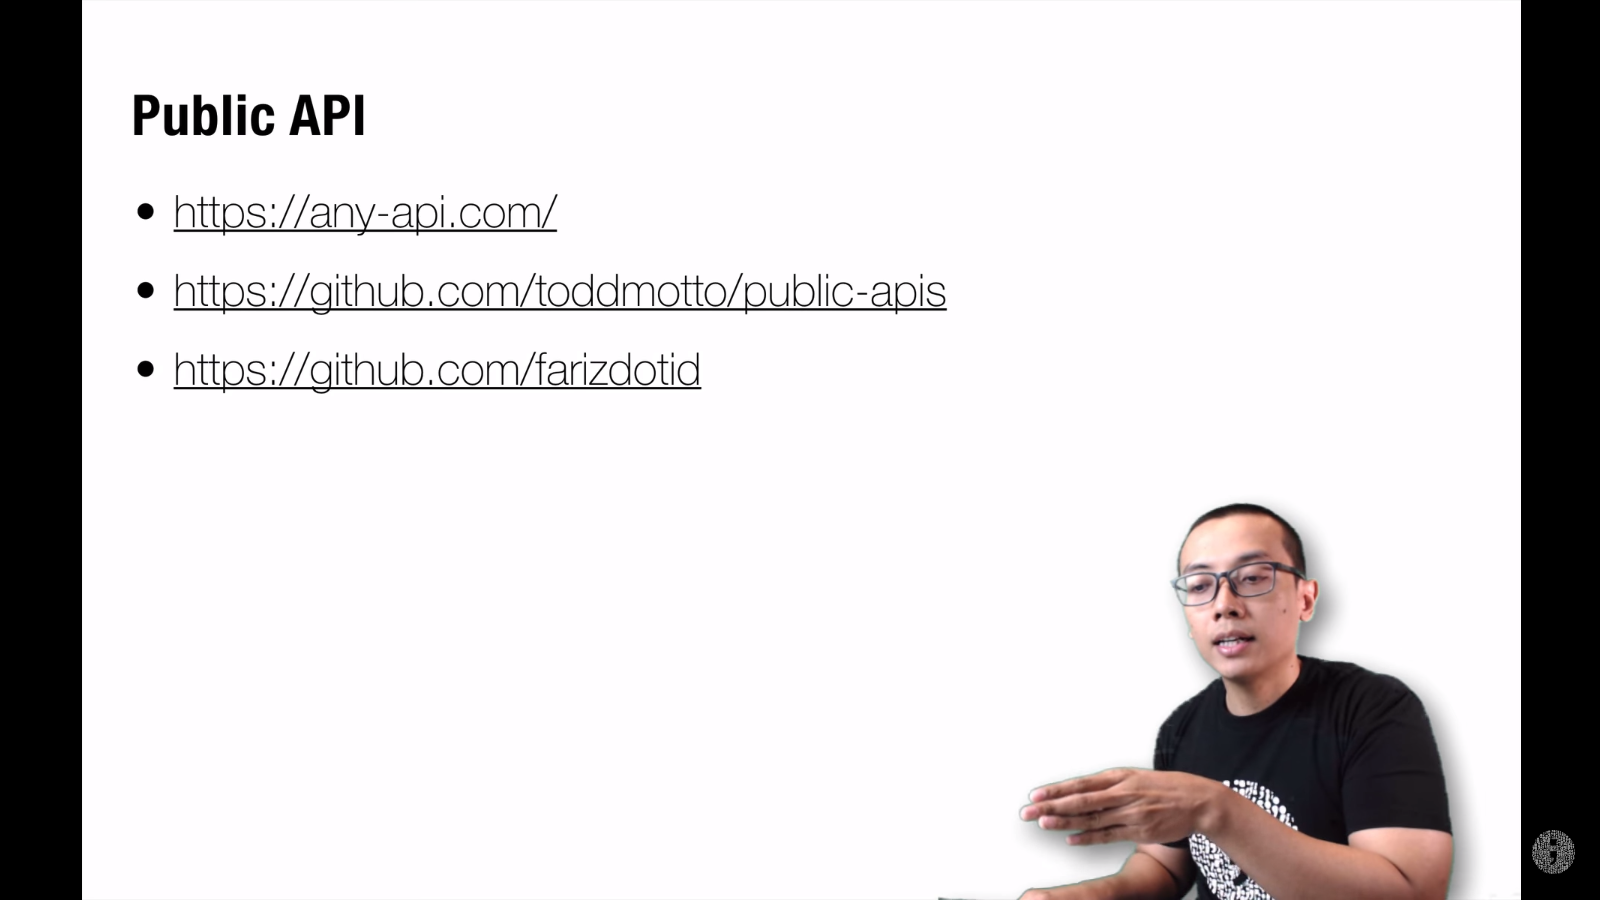 Public API
• https://any-api.com/
• https://github.com/toddmotto/public-apis
• https://github.com/farizdotid